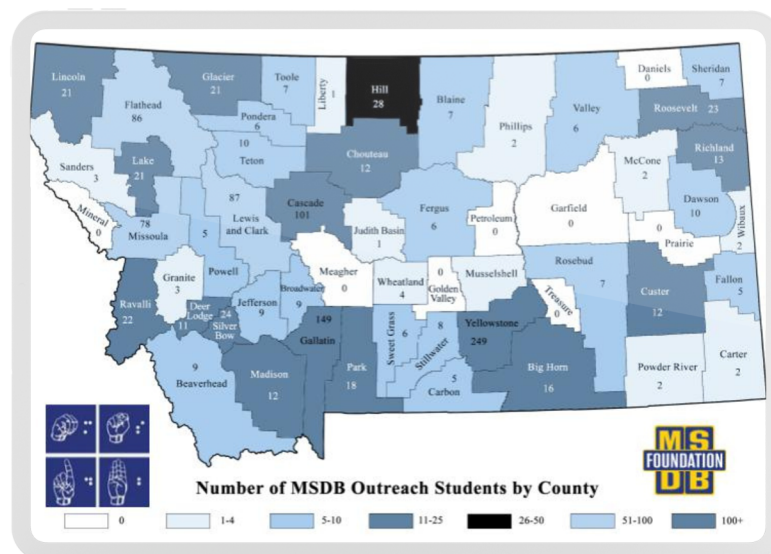 Lincoln
21
Flathead
86
Glacier
21
Toole
7
Pondera
6
10
Teton
Liberty
1
Hill
28
Blaine
7
Phillips
2
Valley
6
Daniels
0
Sheridan
7
Roosevelt 23
Richland
13
Sanders
3
Lake
21
Chouteau
12
McCone
2
Dawson
10
Wibaux
2
Mineral
0
78
Missoula
5
Powell
87
Lewis
and Clark
Cascade
101
Judith Basin
1
Fergus
6
Petroleum
0
Garfield
0
0
Prairie
Granite
3
Ravalli
22
Deer
Lodge
11
24
Silver
Bow
Jefferson
9
Broadwater
9
Meagher
0
Wheatland
4
0
Golden
Valley
Musselshell
Treasure
0
Rosebud
7
Custer
12
Fallon
5
9
Beaverhead
Madison
12
149
Gallatin
Park
18
Sweet Grass
6
Stillwater
8
5
Carbon
Yellowstone
249
Big Horn
16
Powder River
2
Carter
2
MS
FOUNDATION
DB
Number of MSDB Outreach Students by County
0 1-4 5-10 11-25 26-50 51-100 100+